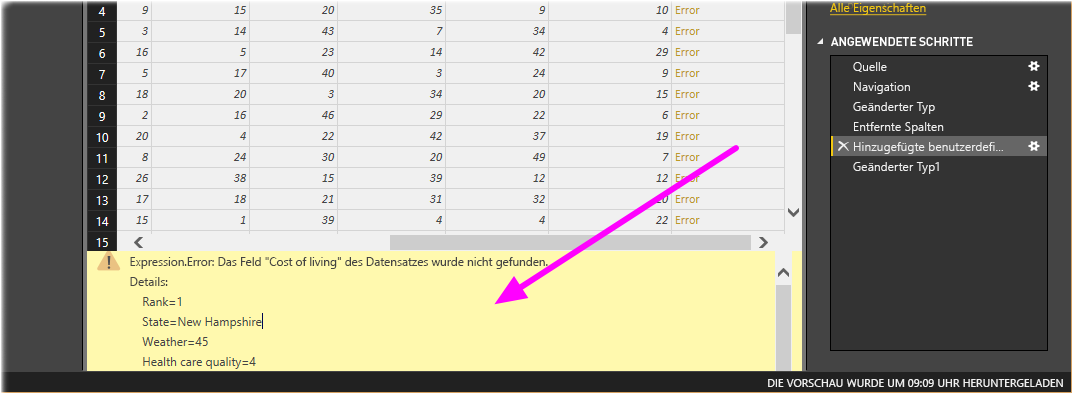 Alle Eigenschaften
ANGEWENDETE SCHRITTE
Quelle
Navigation
Geänderter Typ
Entfernte Spalten
Hinzugefügte benutzerdefi...
Geänderter Typ1
4 9 15 20 35 9 10 Error
5 3 14 43 7 34 4 Error
6 16 5 23 14 42 29 Error
7 5 17 40 3 24 9 Error
8 18 20 3 34 20 15 Error
9 2 16 46 29 22 6 Error
10 20 4 22 42 37 19 Error
11 8 24 30 20 49 7 Error
12 26 38 15 39 12 12 Error
13 17 18 21 31 32 20 Error
14 15 1 39 4 4 22 Error
15
Expression.Error: Das Feld "Cost of living" des Datensatzes wurde nicht gefunden.
Details:
Rank=1
State=New Hampshire
Weather=45
Health care quality=4
DIE VORSCHAU WURDE UM 09:09 UHR HERUNTERGELADEN